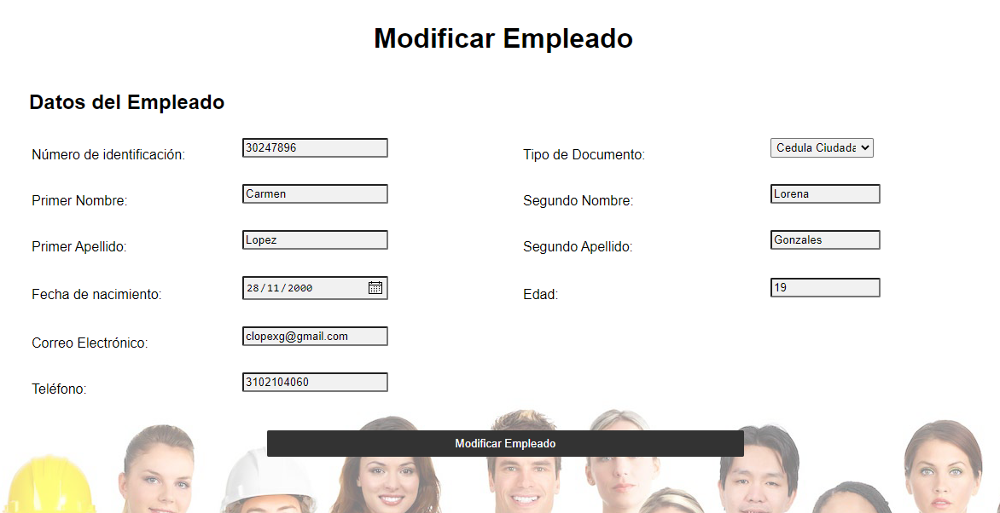 Modificar Empleado
Datos del Empleado
Número de identificación: 30247896 Tipo de Documento: Cedula Ciudada
Primer Nombre: Carmen Segundo Nombre: Lorena
Primer Apellido: Lopez Segundo Apellido: Gonzales
Fecha de nacimiento: 28/11/2000 Edad: 19
Correo Electrónico: clopexg@gmail.com
Teléfono: 3102104060
Modificar Empleado